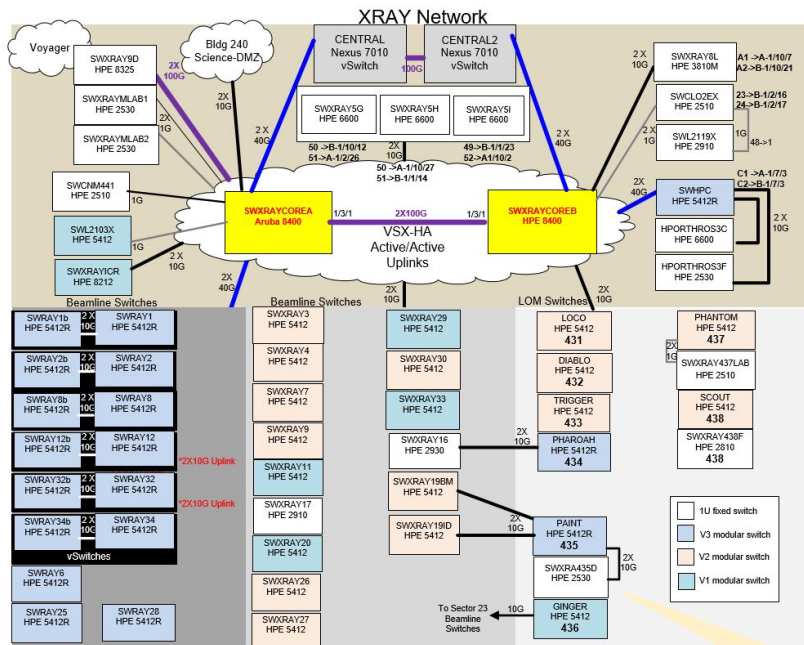 XRAY Network
Voyager
Bldg 240
Science-DMZ
CENTRAL
Nexus 7010
vSwitch
100G
CENTRAL2
Nexus 7010
vSwitch
SWXRAY9D
HPE 8325
2X
100G
SWXRAYMLAB1
HPE 2530
2X
1G
SWXRAYMLAB2
HPE 2530
2X
10G
2 X
40G
SWXRAY5G
HPE 6600
SWXRAY5H
HPE 6600
SWXRAY5I
HPE 6600
50 ->B-1/10/12
51->A-1/2/26
2 X
10G
49->B-1/1/23
52->A1/10/2
50 ->A-1/10/27
51->B-1/1/14
2 X
40G
SWXRAY8L
HPE 3810M
A1 ->A-1/10/7
A2->B-1/10/21
2X
10G
SWCLO2EX
HPE 2510
23->B-1/2/16
24->B-1/2/17
2 X
1G
SWL2119X
HPE 2910
1G
48->1
C1 ->A-1/7/3
C2->B-1/7/3
2X
40G
SWHPC
HPE 5412R
HPORTHROS3C
HPE 6600
2 X
10G
HPORTHROS3F
HPE 2530
SWCNM441
HPE 2510
1G
SWL2103X
HPE 5412
1G
SWXRAYICR
HPE 8212
2 X
10G
SWXRAYCOREA
Aruba 8400
1/3/1
2X100G
1/3/1
SWXRAYCOREB
HPE 8400
VSX-HA
Active/Active
Uplinks
2X
40G
2X
10G
2X
10G
Beamline Switches
SWRAY1b
HPE 5412R
2 X
10G
SWRAY1
HPE 5412R
SWRAY2b
HPE 5412R
2 X
10G
SWRAY2
HPE 5412R
SWRAY8b
HPE 5412R
2 X
10G
SWRAY8
HPE 5412R
SWRAY12b
HPE 5412R
2 X
10G
SWRAY12
HPE 5412R
*2X10G Uplink
SWRAY32b
HPE 5412R
2 X
10G
SWRAY32
HPE 5412R
*2X10G Uplink
SWRAY34b
HPE 5412R
2 X
10G
SWRAY34
HPE 5412R
vSwitches
SWRAY6
HPE 5412R
SWRAY25
HPE 5412R
SWRAY28
HPE 5412R
Beamline Switches
SWXRAY3
HPE 5412
SWXRAY4
HPE 5412
SWXRAY7
HPE 5412
SWXRAY9
HPE 5412
SWXRAY11
HPE 5412
SWXRAY17
HPE 2910
SWXRAY20
HPE 5412
SWXRAY26
HPE 5412
SWXRAY27
HPE 5412
SWXRAY29
HPE 5412
SWXRAY30
HPE 5412
SWXRAY33
HPE 5412
SWXRAY16
HPE 2930
SWXRAY19BM
HPE 5412
SWXRAY19ID
HPE 5412
LOM Switches
LOCO
HPE 5412
431
DIABLO
HPE 5412
432
TRIGGER
HPE 5412
433
2X
10G
PHAROAH
HPE 5412R
434
2X
10G
PAINT
HPE 5412R
435
2X
10G
SWXRA435D
HPE 2530
GINGER
HPE 5412
436
To Sector 23
Beamline
Switches
10G
PHANTOM
HPE 5412
437
2X
1G
SWXRAY437LAB
HPE 2510
SCOUT
HPE 5412
438
SWXRAY438F
HPE 2810
438
1U fixed switch
V3 modular switch
V2 modular switch
V1 modular switch